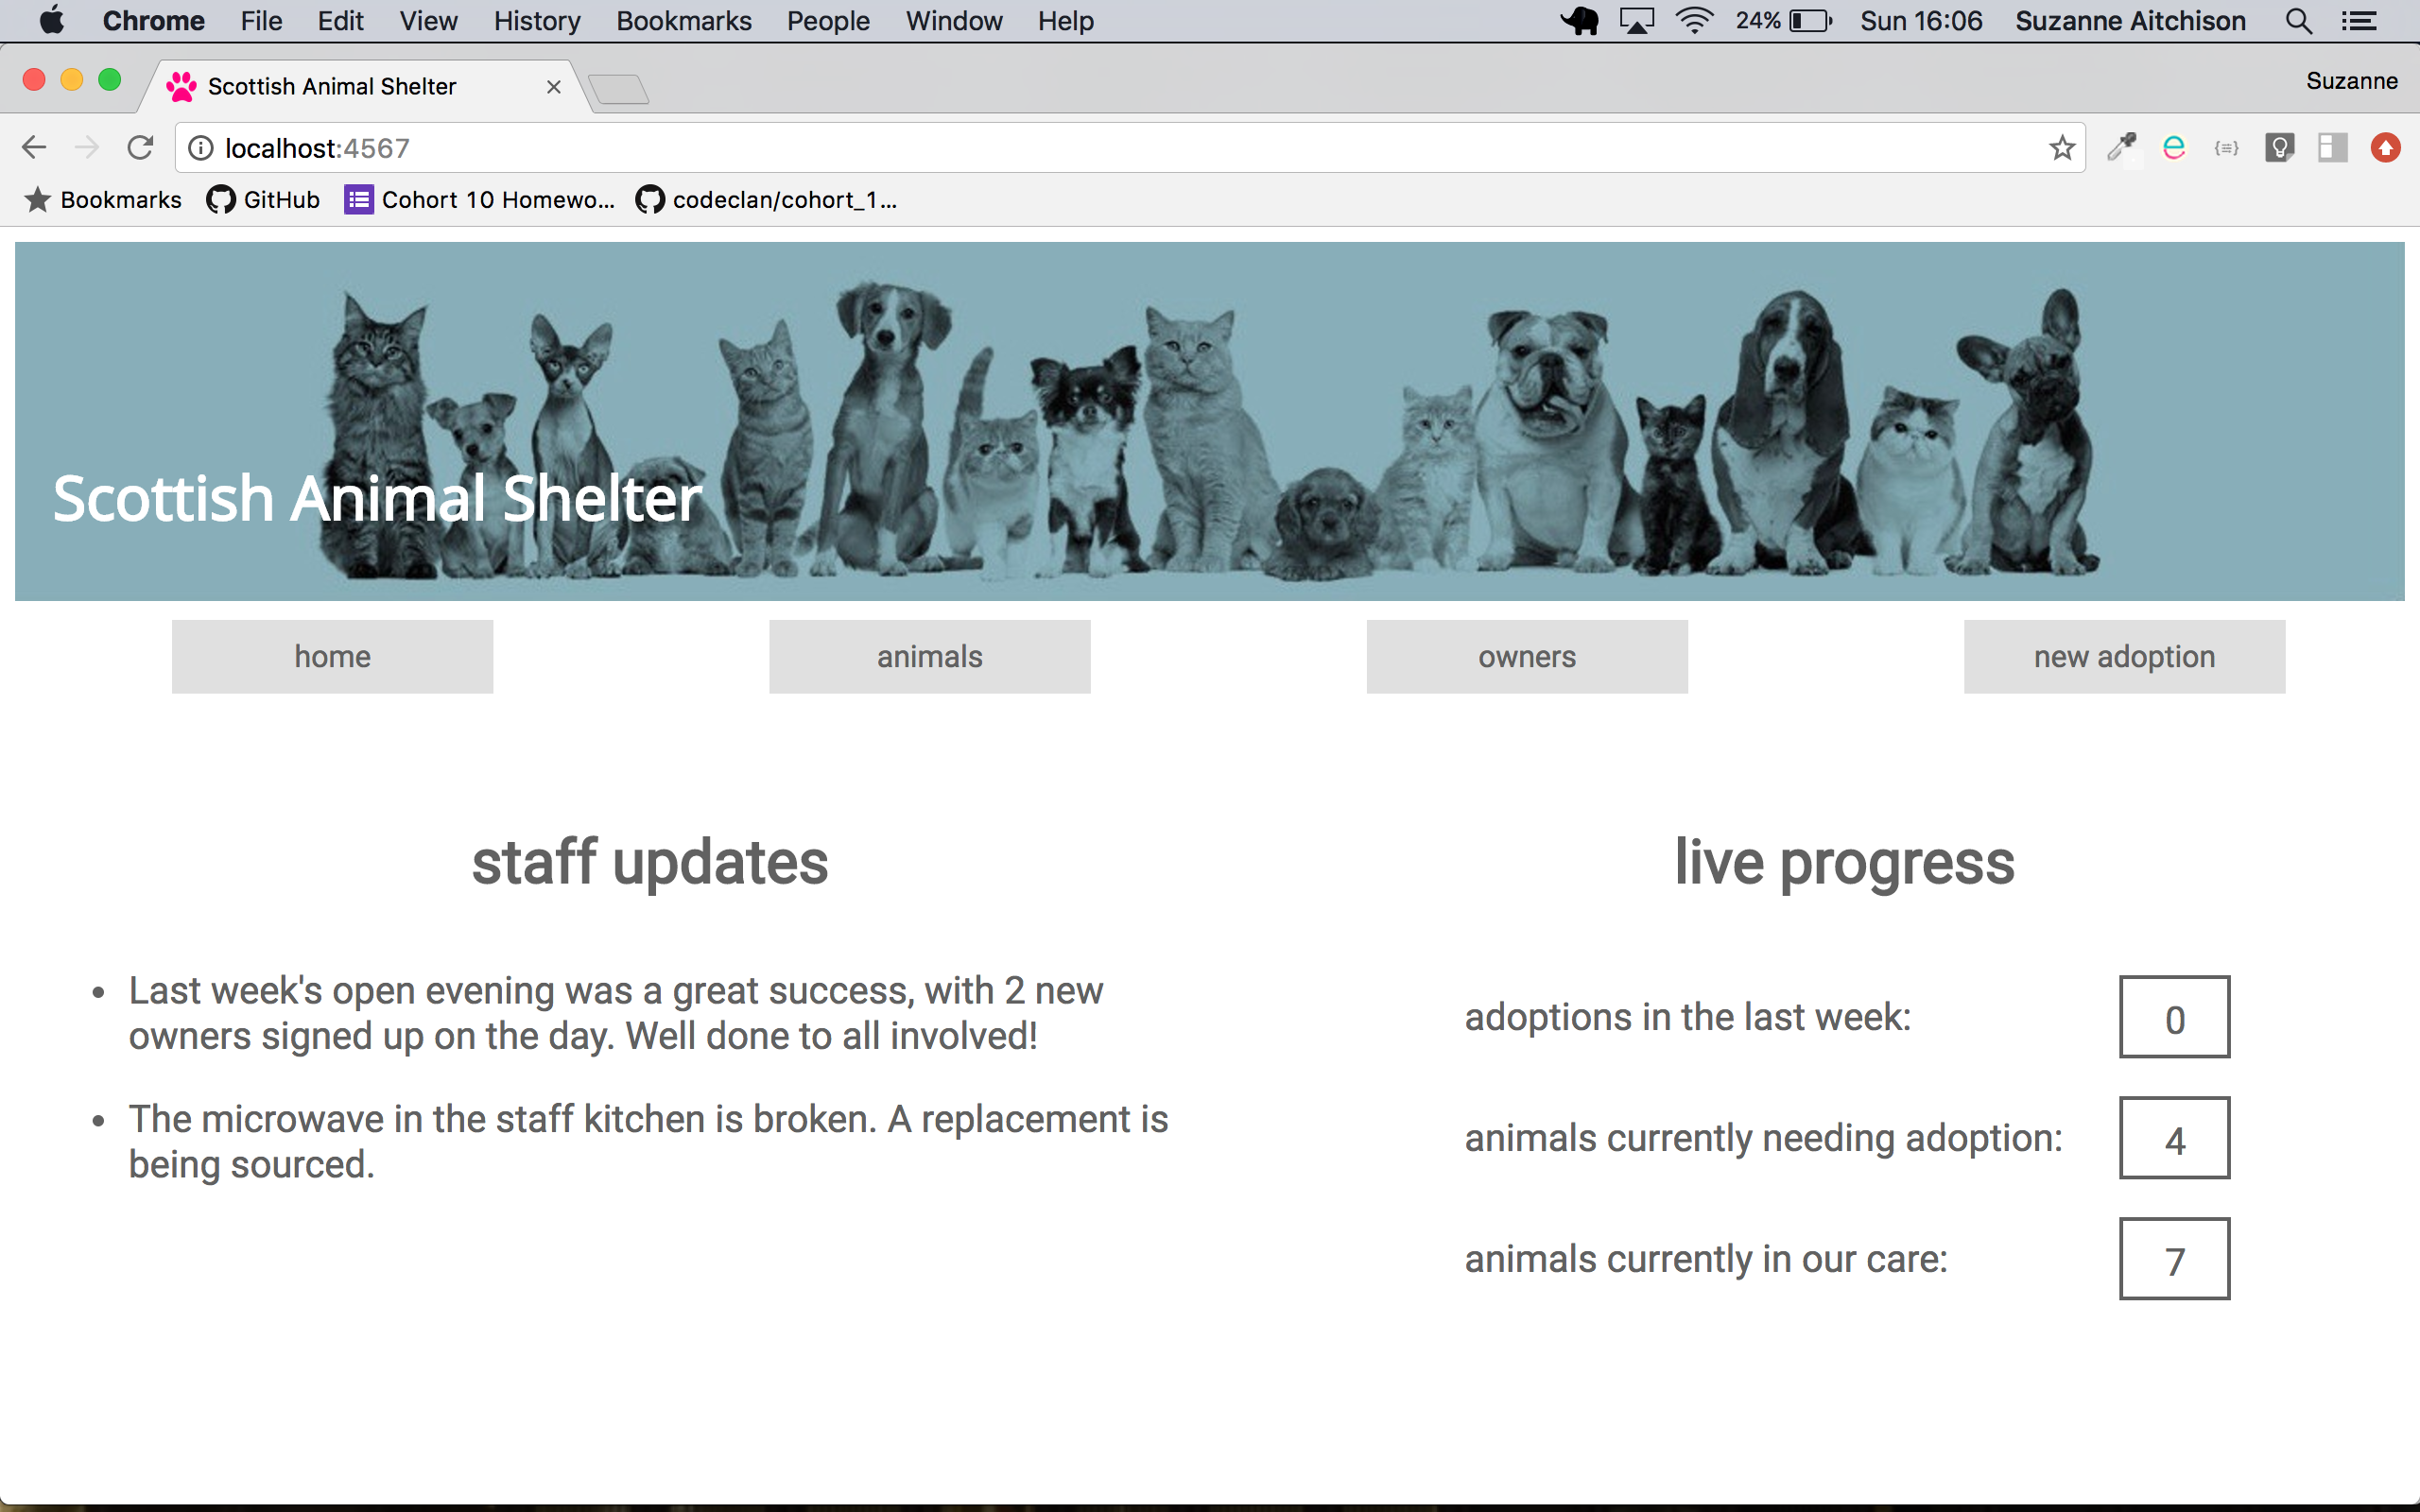 Chrome File Edit View History Bookmarks People Window Help 24% Sun 16:06 Suzanne Aitchison
Scottish Animal Shelter Suzanne
localhost:4567
Bookmarks GitHub Cohort 10 Homewo... codeclan/cohort_1...
Scottish Animal Shelter
home animals owners new adoption
staff updates
Last week's open evening was a great success, with 2 new
owners signed up on the day. Well done to all involved!
The microwave in the staff kitchen is broken. A replacement is
being sourced.
live progress
adoptions in the last week: 0
animals currently needing adoption: 4
animals currently in our care: 7